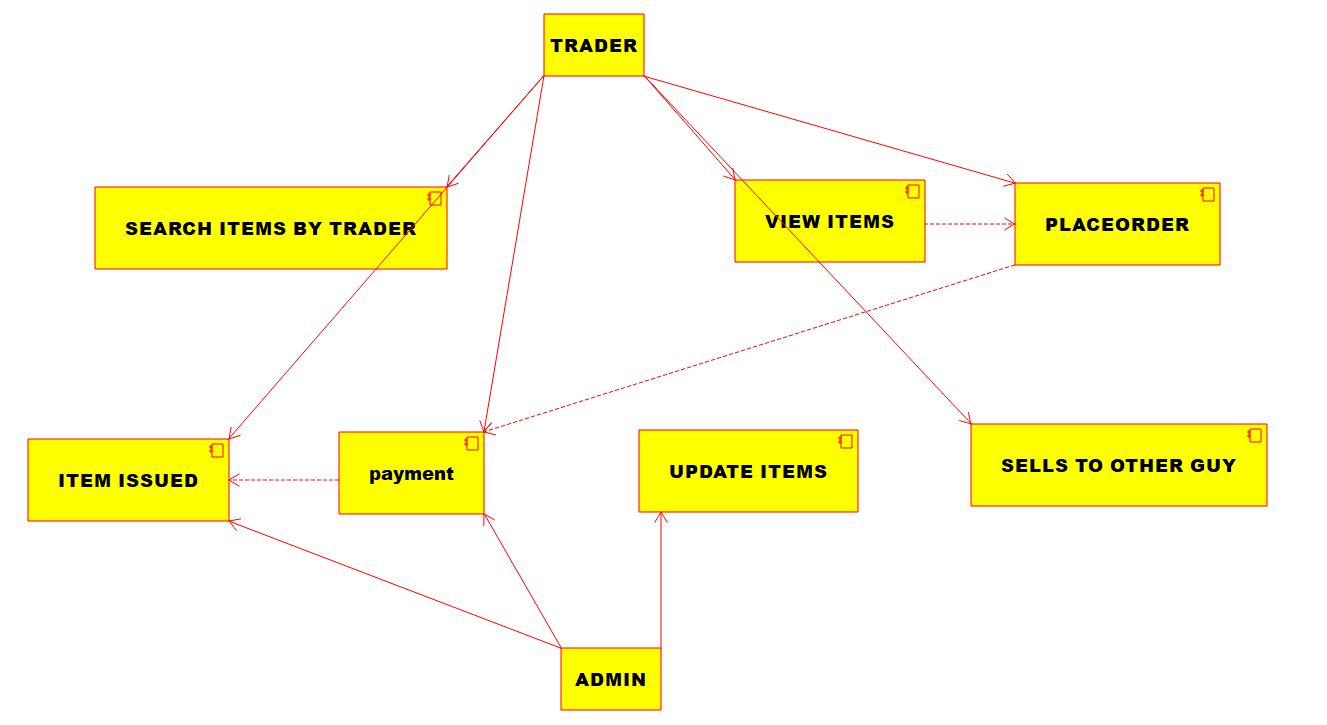 TRADER
SEARCH ITEMS BY TRADER
VIEW ITEMS
PLACEORDER
ITEM ISSUED
payment
UPDATE ITEMS
SELLS TO OTHER GUY
ADMIN